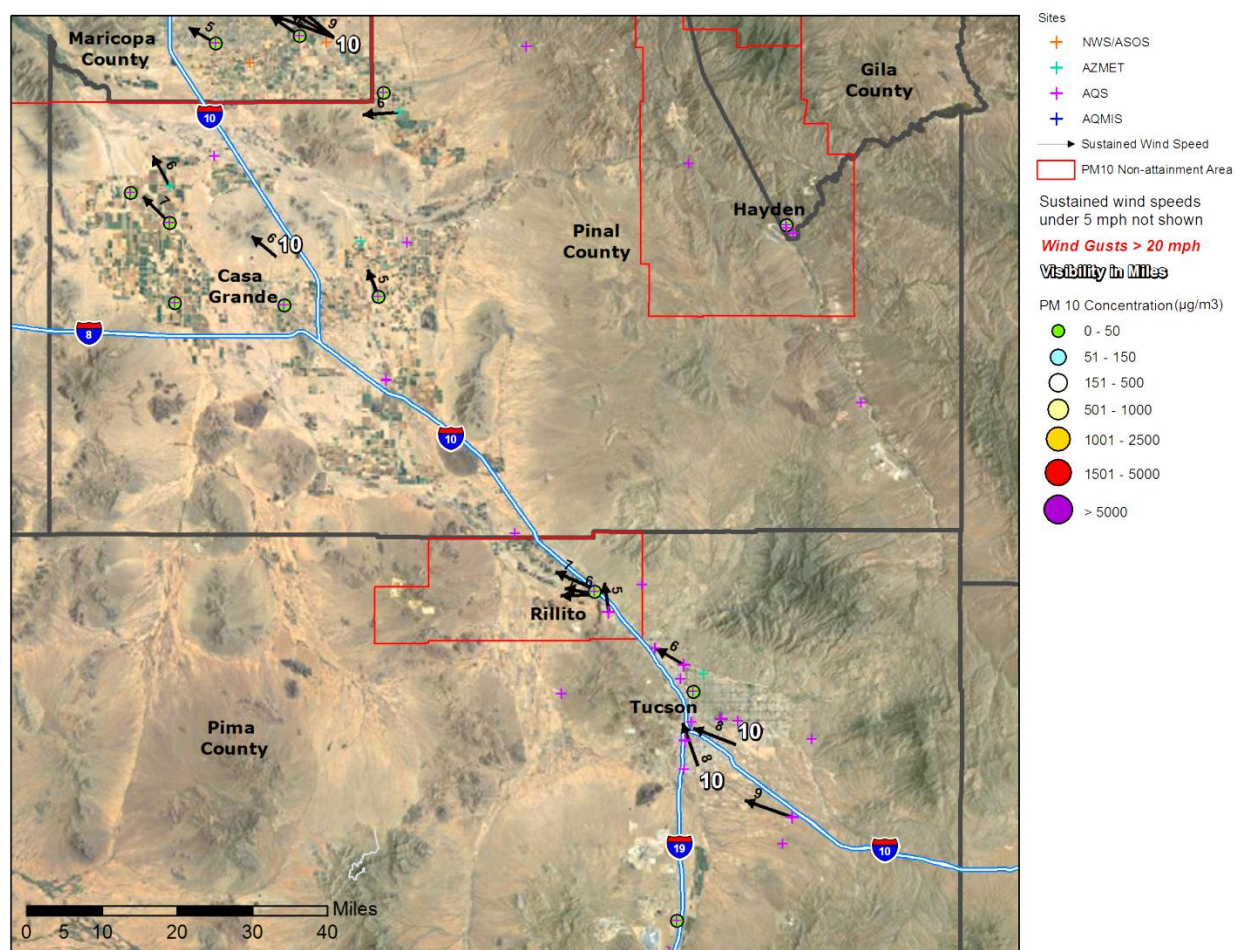 Maricopa
County
5
9
10
10
6
Gila
County
6
7
9
10
Casa
Grande
5
Pinal
County
Hayden
8
10
7
6
5
Rillito
6
Tucson
8
10
8
10
Pima
County
9
19
10
Miles
0 5 10 20 30 40
Sites
NWS/ASOS
AZMET
AQS
AQMIS
Sustained Wind Speed
PM10 Non-attainment Area
Sustained wind speeds
under 5 mph not shown
Wind Gusts > 20 mph
Visibility in Miles
PM 10 Concentration(µg/m3)
0 - 50
51 - 150
151 - 500
501 - 1000
1001 - 2500
1501 - 5000
> 5000